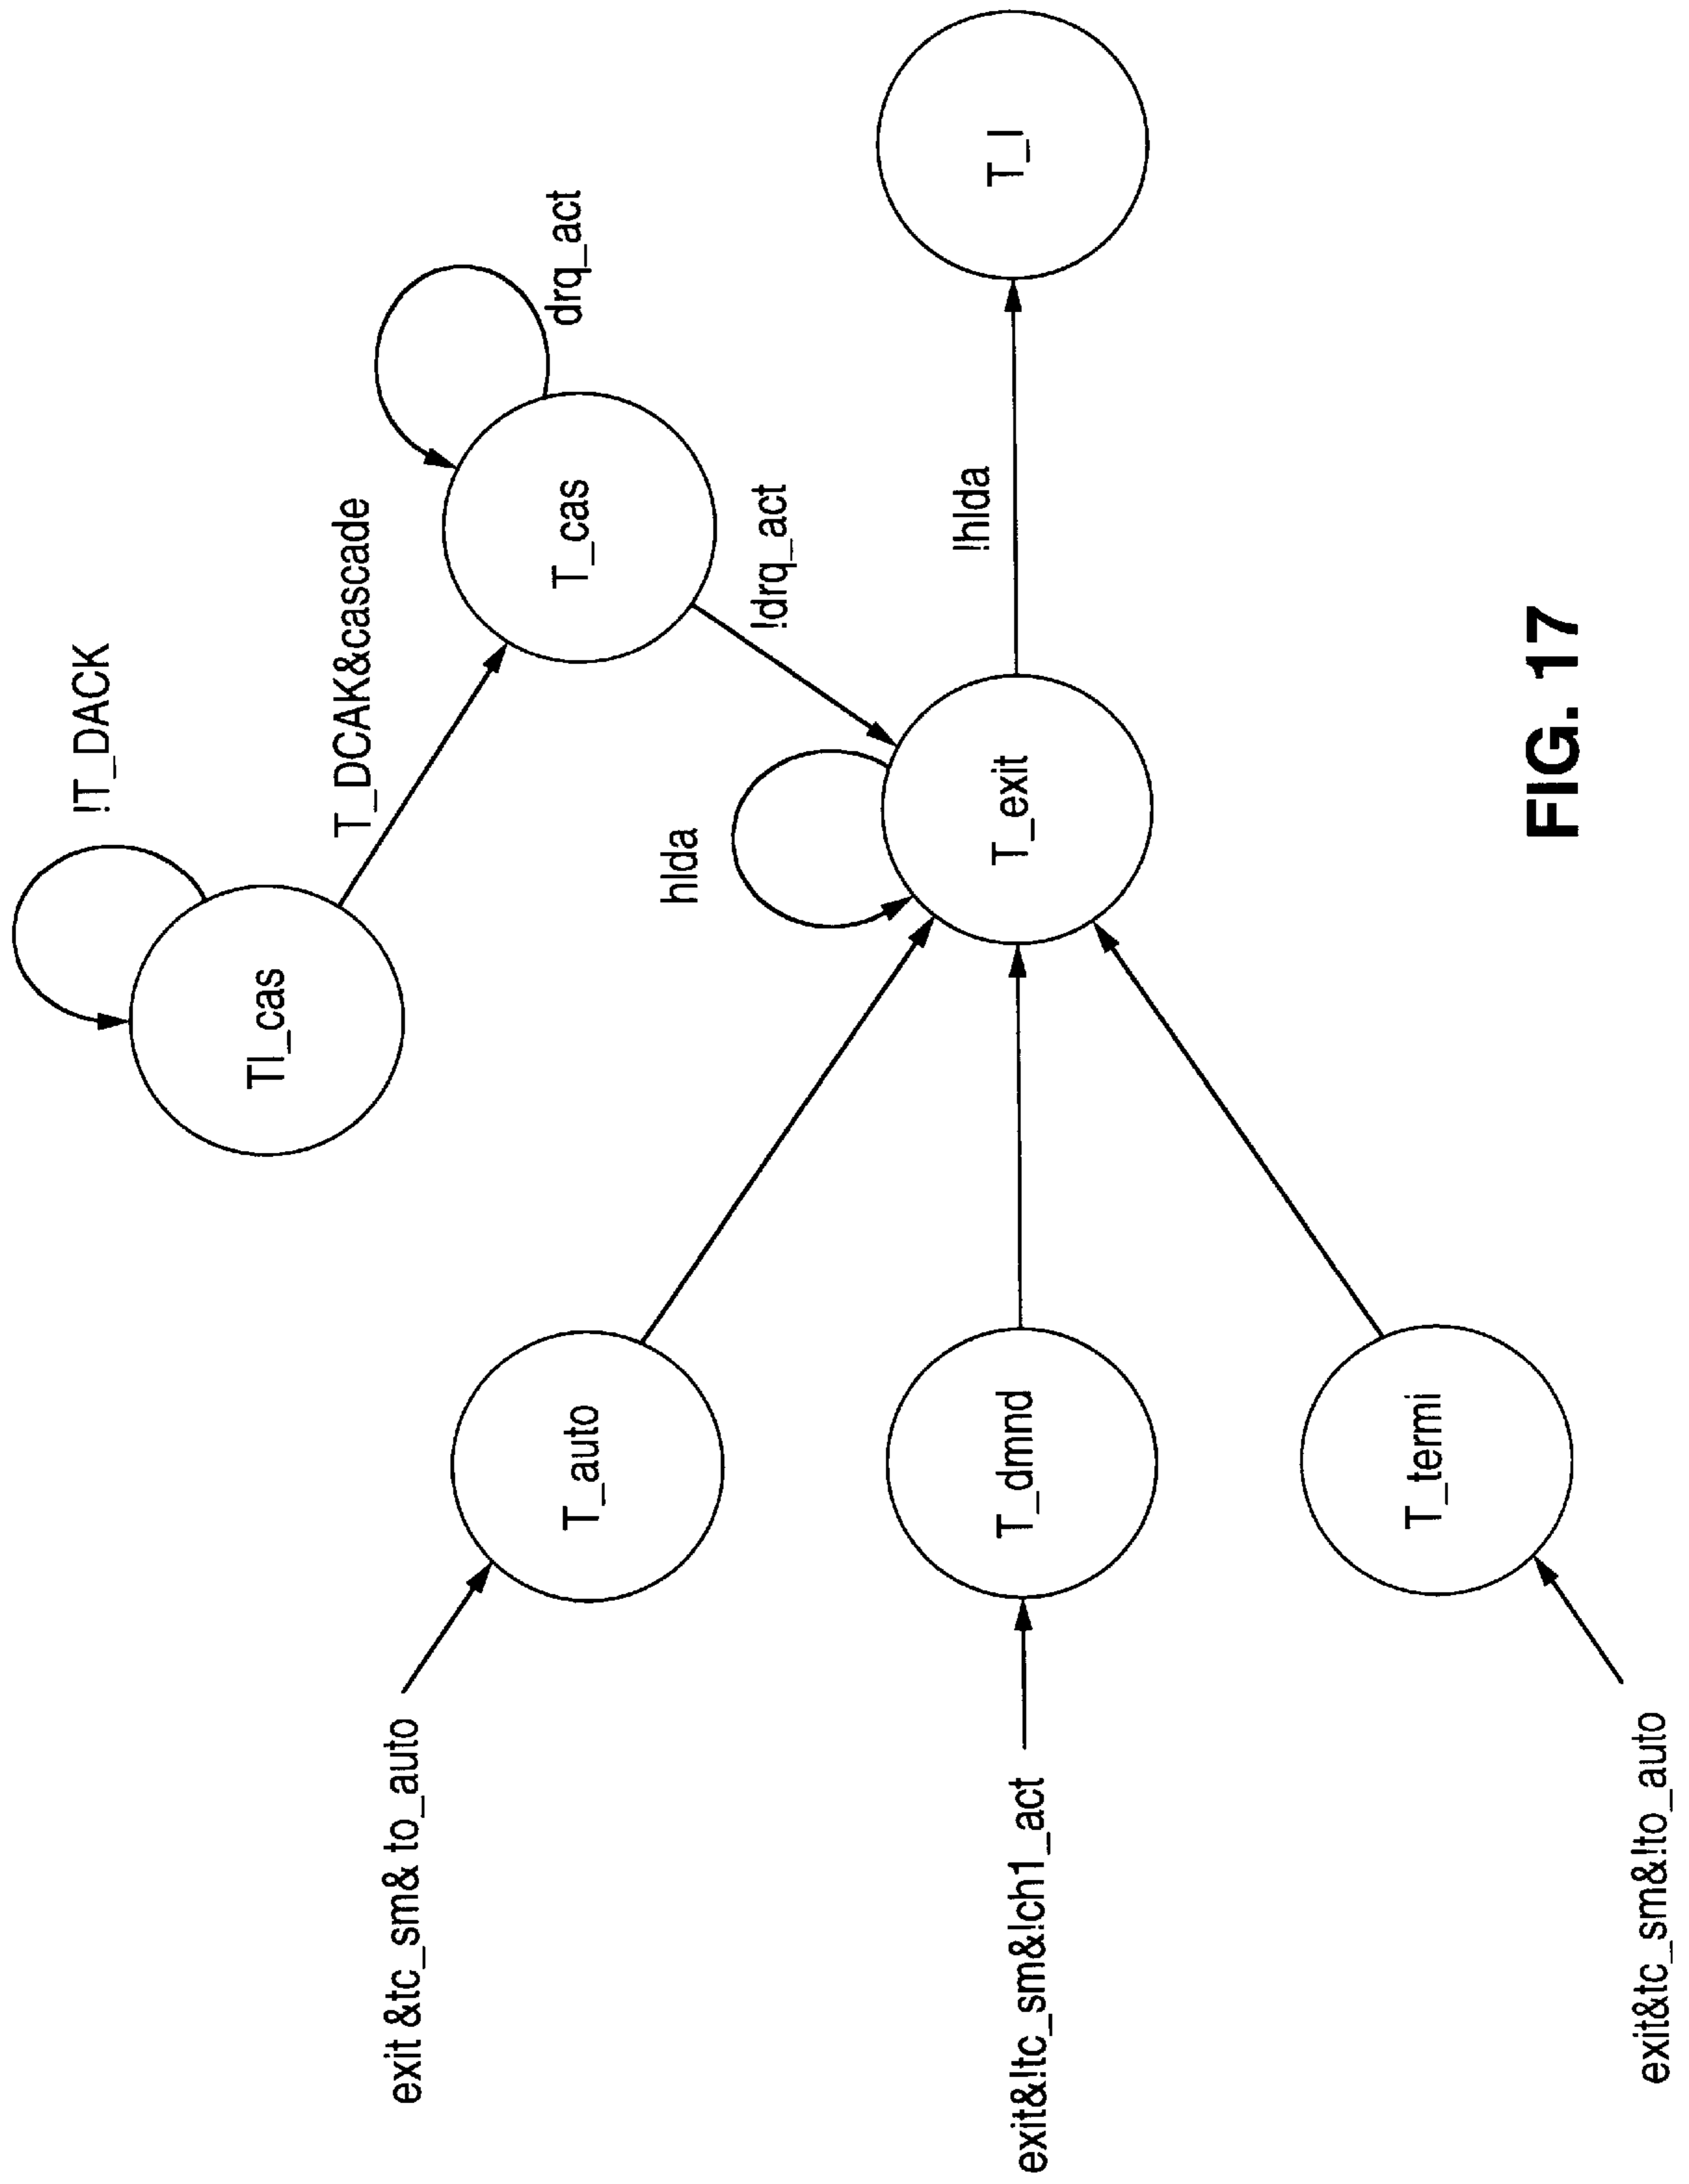 !T_DACK
TI_cas
T_DCAK&cascade
drq_act
T_cas
!drq_act
exit &tc_sm& to_auto
T_auto
hlda
!hlda
exit&!tc_sm&!ch1_act
T_dmnd
T_exit
T_I
exit&tc_sm&!to_auto
T_termi
FIG. 17